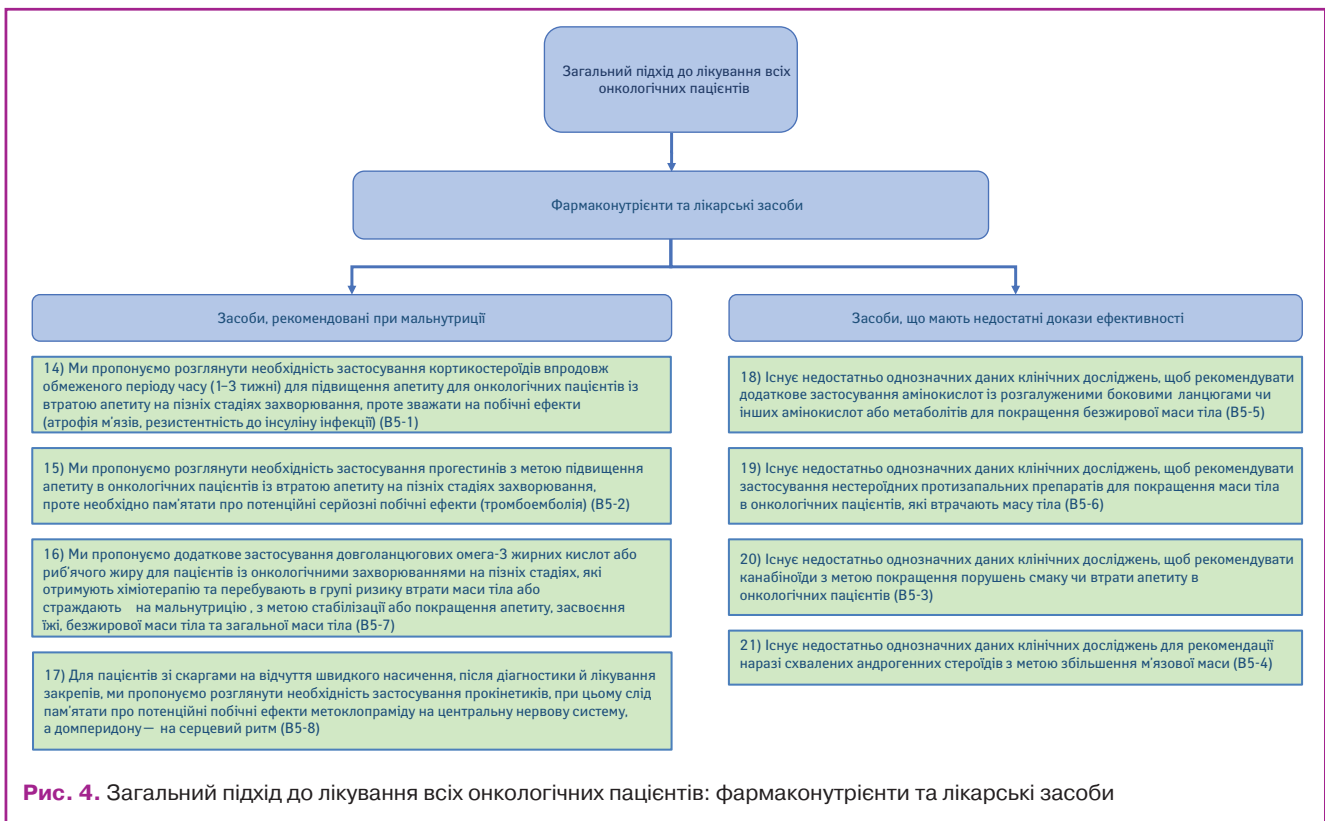 Загальний підхід до лікування всіх
онкологічних пацієнтів
Фармаконутрієнти та лікарські засоби
Засоби, рекомендовані при мальнутриції
14) Ми пропонуємо розглянути необхідність застосування кортикостероїдів впродовж
обмеженого періоду часу (1–3 тижні) для підвищення апетиту для онкологічних пацієнтів із
втратою апетиту на пізніх стадіях захворювання, проте зважати на побічні ефекти
(атрофія м'язів, резистентність до інсуліну інфекції) (B5-1)
15) Ми пропонуємо розглянути необхідність застосування прогестинів з метою підвищення
апетиту в онкологічних пацієнтів із втратою апетиту на пізніх стадіях захворювання,
проте необхідно пам'ятати про потенційні серйозні побічні ефекти (тромбоемболія) (B5-2)
16) Ми пропонуємо додаткове застосування довголанцюгових омега-3 жирних кислот або
риб'ячого жиру для пацієнтів із онкологічними захворюваннями на пізніх стадіях, які
отримують хіміотерапію та перебувають в групі ризику втрати маси тіла або
страждають на мальнутрицію , з метою стабілізації або покращення апетиту, засвоєння
їжі, безжирової маси тіла та загальної маси тіла (B5-7)
17) Для пацієнтів зі скаргами на відчуття швидкого насичення, після діагностики й лікування
закрепів, ми пропонуємо розглянути необхідність застосування прокінетиків, при цьому слід
пам'ятати про потенційні побічні ефекти метоклопраміду на центральну нервову систему,
а домперидону — на серцевий ритм (B5-8)
Засоби, що мають недостатні докази ефективності
18) Існує недостатньо однозначних даних клінічних досліджень, щоб рекомендувати
додаткове застосування амінокислот із розгалуженими боковими ланцюгами чи
інших амінокислот або метаболітів для покращення безжирової маси тіла (B5-5)
19) Існує недостатньо однозначних даних клінічних досліджень, щоб рекомендувати
застосування нестероїдних протизапальних препаратів для покращення маси тіла
в онкологічних пацієнтів, які втрачають масу тіла (B5-6)
20) Існує недостатньо однозначних даних клінічних досліджень, щоб рекомендувати
канабіноїди з метою покращення порушень смаку чи втрати апетиту в
онкологічних пацієнтів (B5-3)
21) Існує недостатньо однозначних даних клінічних досліджень для рекомендації
наразі схвалених андрогенних стероїдів з метою збільшення м'язової маси (B5-4)
Рис. 4. Загальний підхід до лікування всіх онкологічних пацієнтів: фармаконутрієнти та лікарські засоби